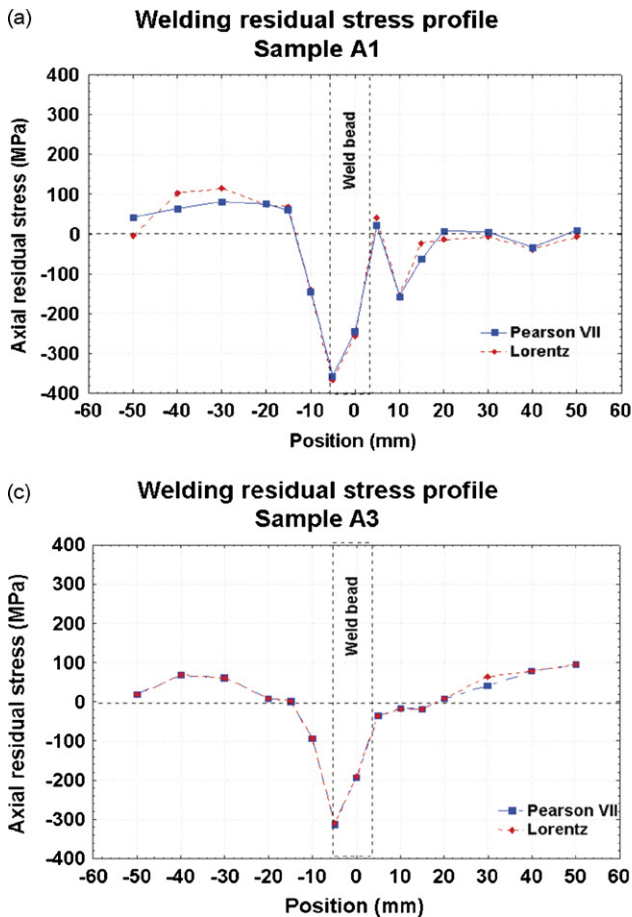 (a)
Welding residual stress profile
Sample A1
Axial residual stress (MPa)
400
300
200
100
0
-100
-200
-300
-400
Weld bead
Pearson VII
Lorentz
-60 -50 -40 -30 -20 -10 0 10 20 30 40 50 60
Position (mm)
(c)
Welding residual stress profile
Sample A3
Axial residual stress (MPa)
400
300
200
100
0
-100
-200
-300
-400
Weld bead
Pearson VII
Lorentz
-60 -50 -40 -30 -20 -10 0 10 20 30 40 50 60
Position (mm)